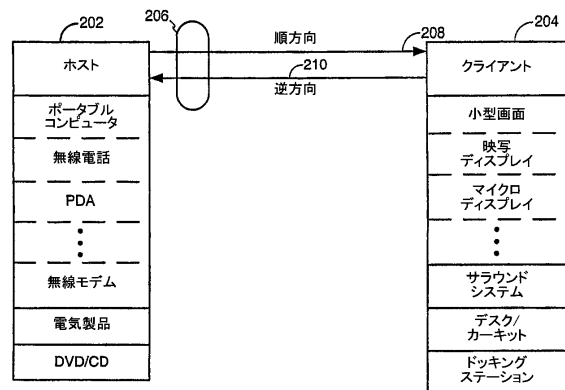 202
206
順方向
208
204
ホスト
210
クライアント
逆方向
ポータブル
コンピュータ
無線電話
PDA
無線モデム
電気製品
DVD/CD
小型画面
映写
ディスプレイ
マイクロ
ディスプレイ
サラウンド
システム
デスク/
カーキット
ドッキング
ステーション